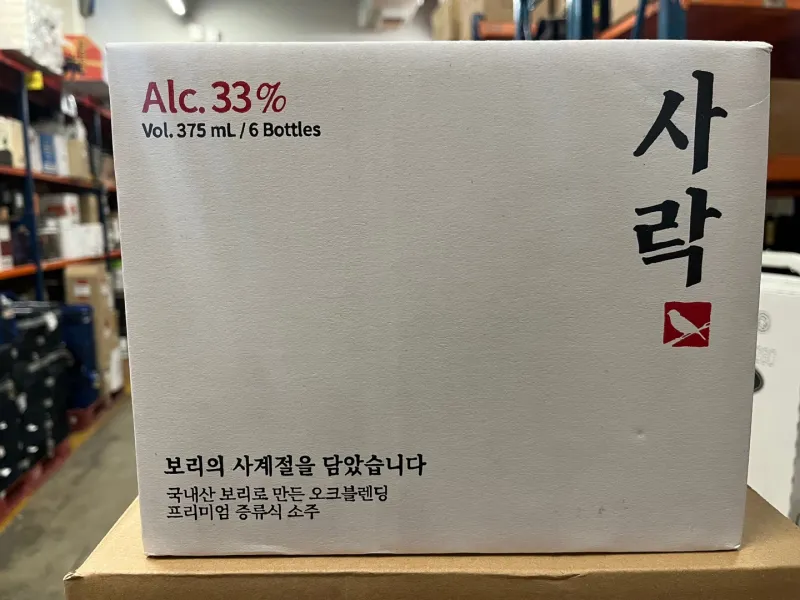 Alc. 33%
Vol. 375 mL / 6 Bottles
사락
보리의 사계절을 담았습니다
국내산 보리로 만든 오크블렌딩
프리미엄 증류식 소주